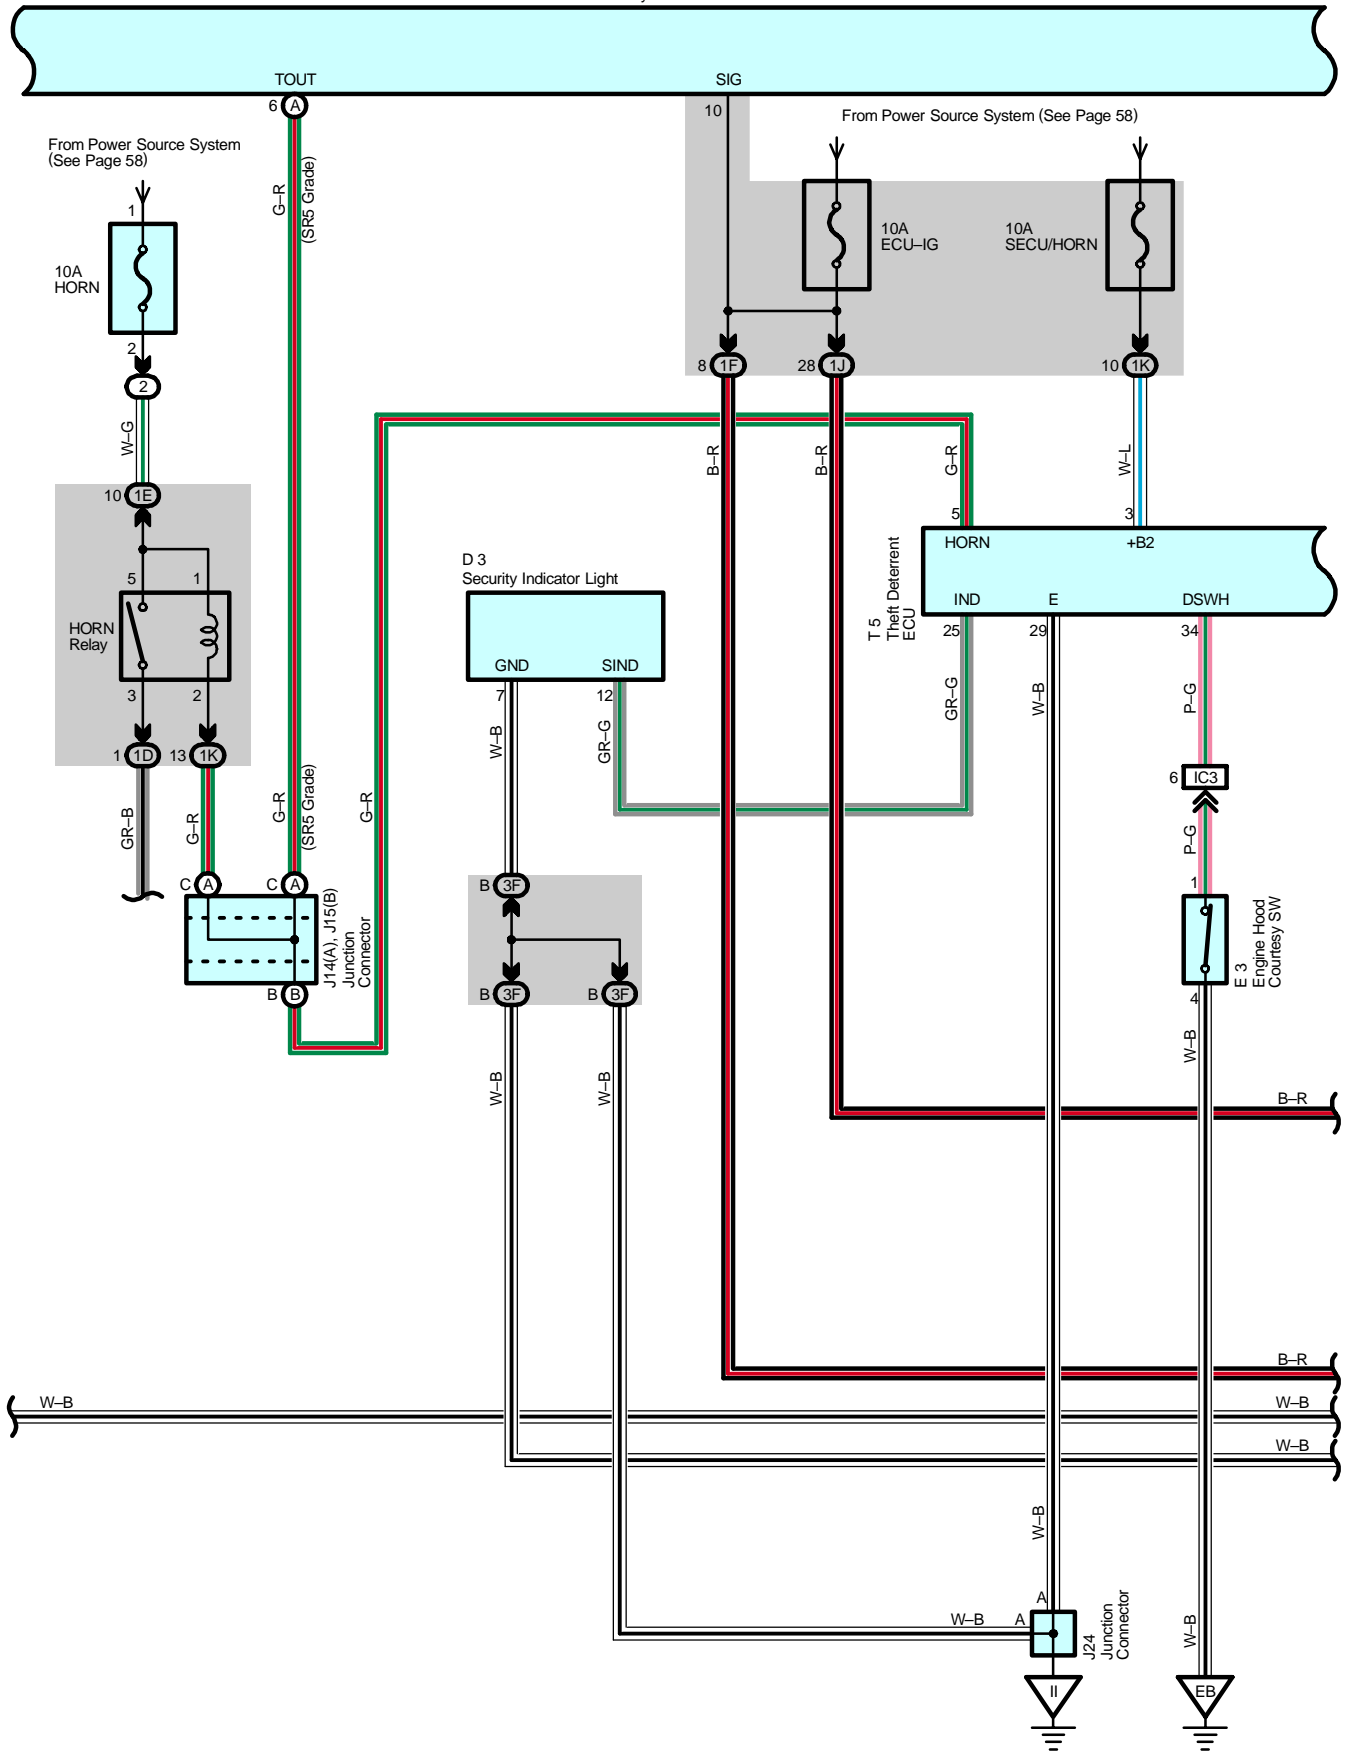 TOUT
SIG
6 A
10
From Power Source System (See Page 58)
From Power Source System
(See Page 58)
G–R
(SR5 Grade)
1
10A
HORN
2
2
10A
ECU–IG
10A
SECU/HORN
8 1F
28 1J
10 1K
W–G
B–R
B–R
G–R
W–L
10 1E
5
3
HORN
+B2
5
1
HORN
Relay
3
2
D 3
Security Indicator Light
GND
SIND
7
12
T 5
Theft Deterrent
ECU
IND
E
DSWH
25
29
34
W–B
GR–G
GR–G
W–B
P–G
1 1D
13 1K
6 IC3
GR–B
G–R
G–R
(SR5 Grade)
G–R
P–G
C A
C A
B 3F
1
J14(A), J15(B)
Junction
Connector
E 3
Engine Hood
Courtesy SW
B B
B 3F
B 3F
4
W–B
W–B
W–B
B–R
B–R
W–B
W–B
W–B
W–B
A
W–B
A
J24
Junction
Connector
W–B
II
EB